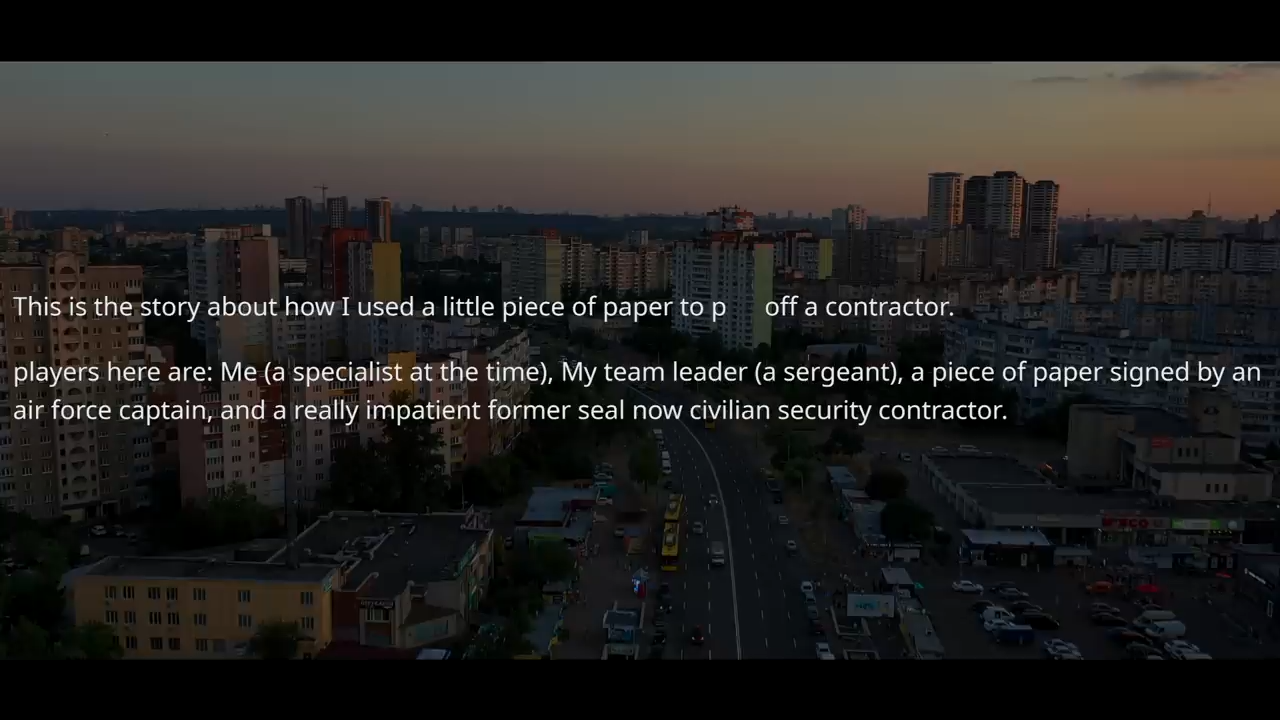 This is the story about how I used a little piece of paper to p off a contractor.
players here are: Me (a specialist at the time), My team leader (a sergeant), a piece of paper signed by an
air force captain, and a really impatient former seal now civilian security contractor.